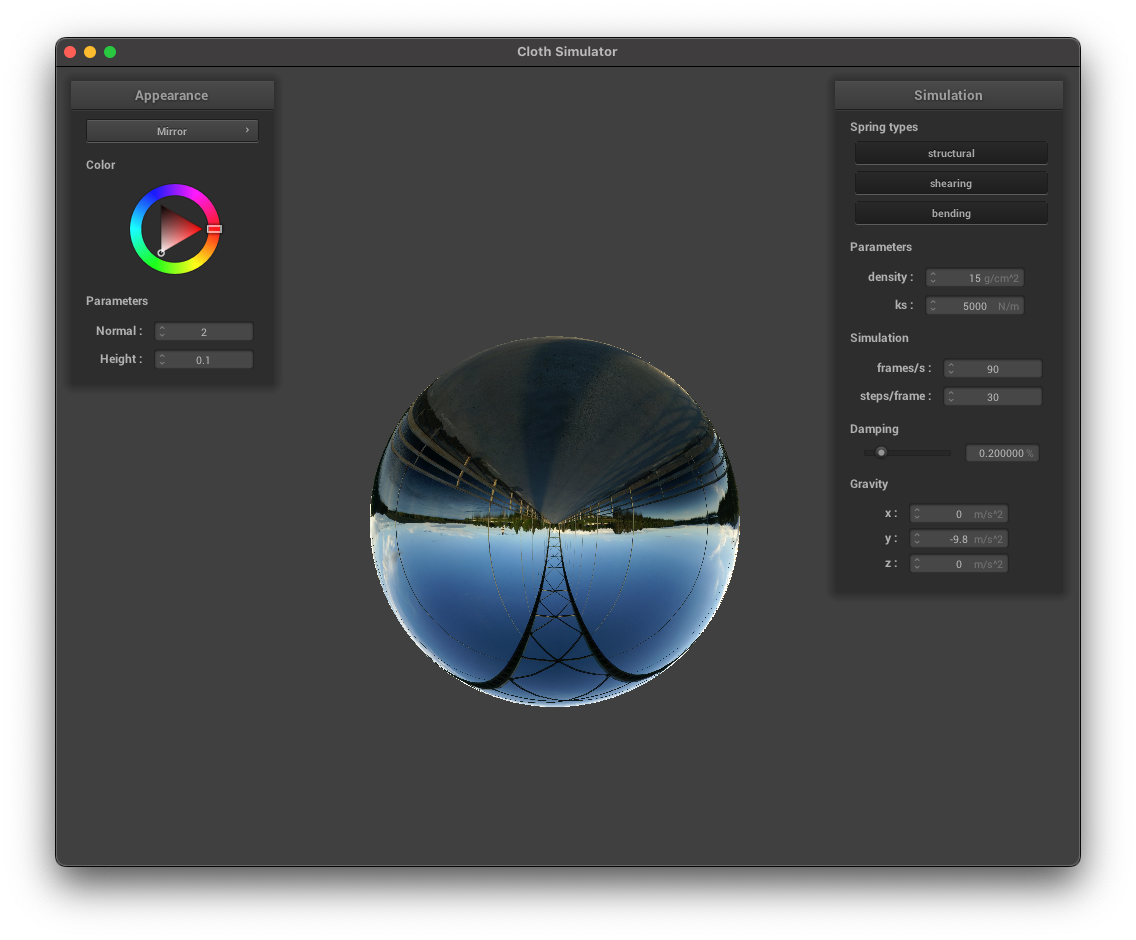 Cloth Simulator
Appearance
Mirror ›
Color
Parameters
Normal : 2
Height : 0.1
Simulation
Spring types
structural
shearing
bending
Parameters
density : 15 g/cm^2
ks : 5000 N/m
Simulation
frames/s : 90
steps/frame : 30
Damping
0.200000 %
Gravity
x : 0 m/s^2
y : -9.8 m/s^2
z : 0 m/s^2